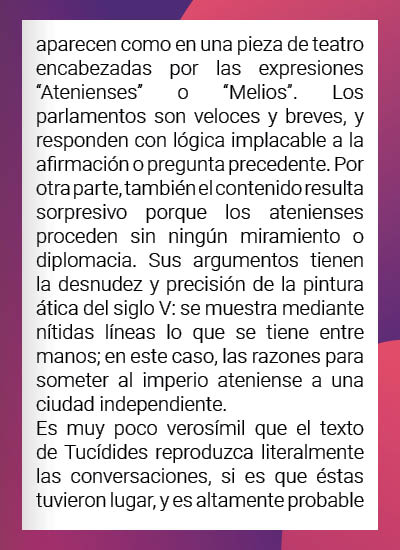 aparecen como en una pieza de teatro
encabezadas por las expresiones
“Atenienses” o “Melios”. Los
parlamentos son veloces y breves, y
responden con lógica implacable a la
afirmación o pregunta precedente. Por
otra parte, también el contenido resulta
sorpresivo porque los atenienses
proceden sin ningún miramiento o
diplomacia. Sus argumentos tienen
la desnudez y precisión de la pintura
ática del siglo V: se muestra mediante
nítidas líneas lo que se tiene entre
manos; en este caso, las razones para
someter al imperio ateniense a una
ciudad independiente.
Es muy poco verosímil que el texto
de Tucídides reproduzca literalmente
las conversaciones, si es que éstas
tuvieron lugar, y es altamente probable